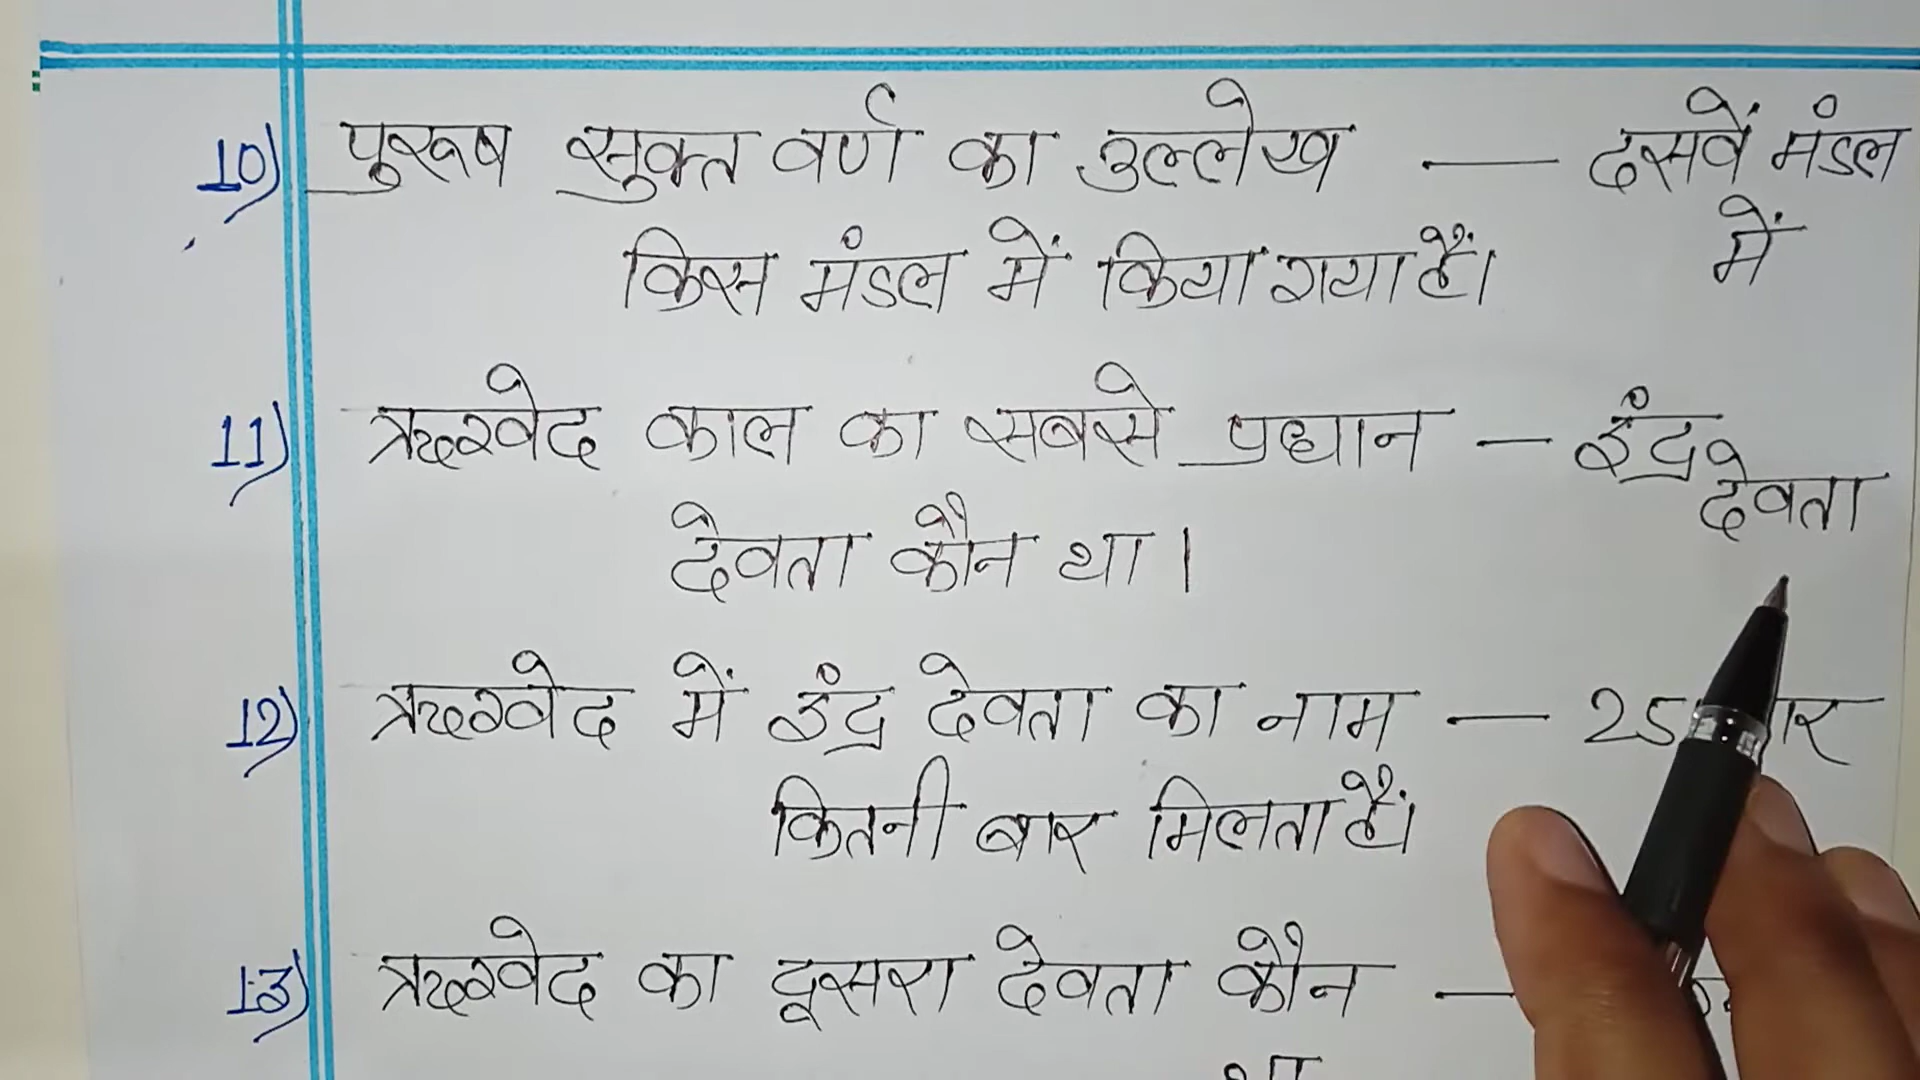 10) पुरूष सुक्त वर्ण का उल्लेख — दसवें मंडल
किस मंडल में किया गया हैं। में
11) ऋग्वेद काल का सबसे प्रधान — इंद्र
देवता
देवता कौन था।
12) ऋग्वेद में इंद्र देवता का नाम —
कितनी बार मिलता हैं।
13) ऋग्वेद का दूसरा देवता कौन —